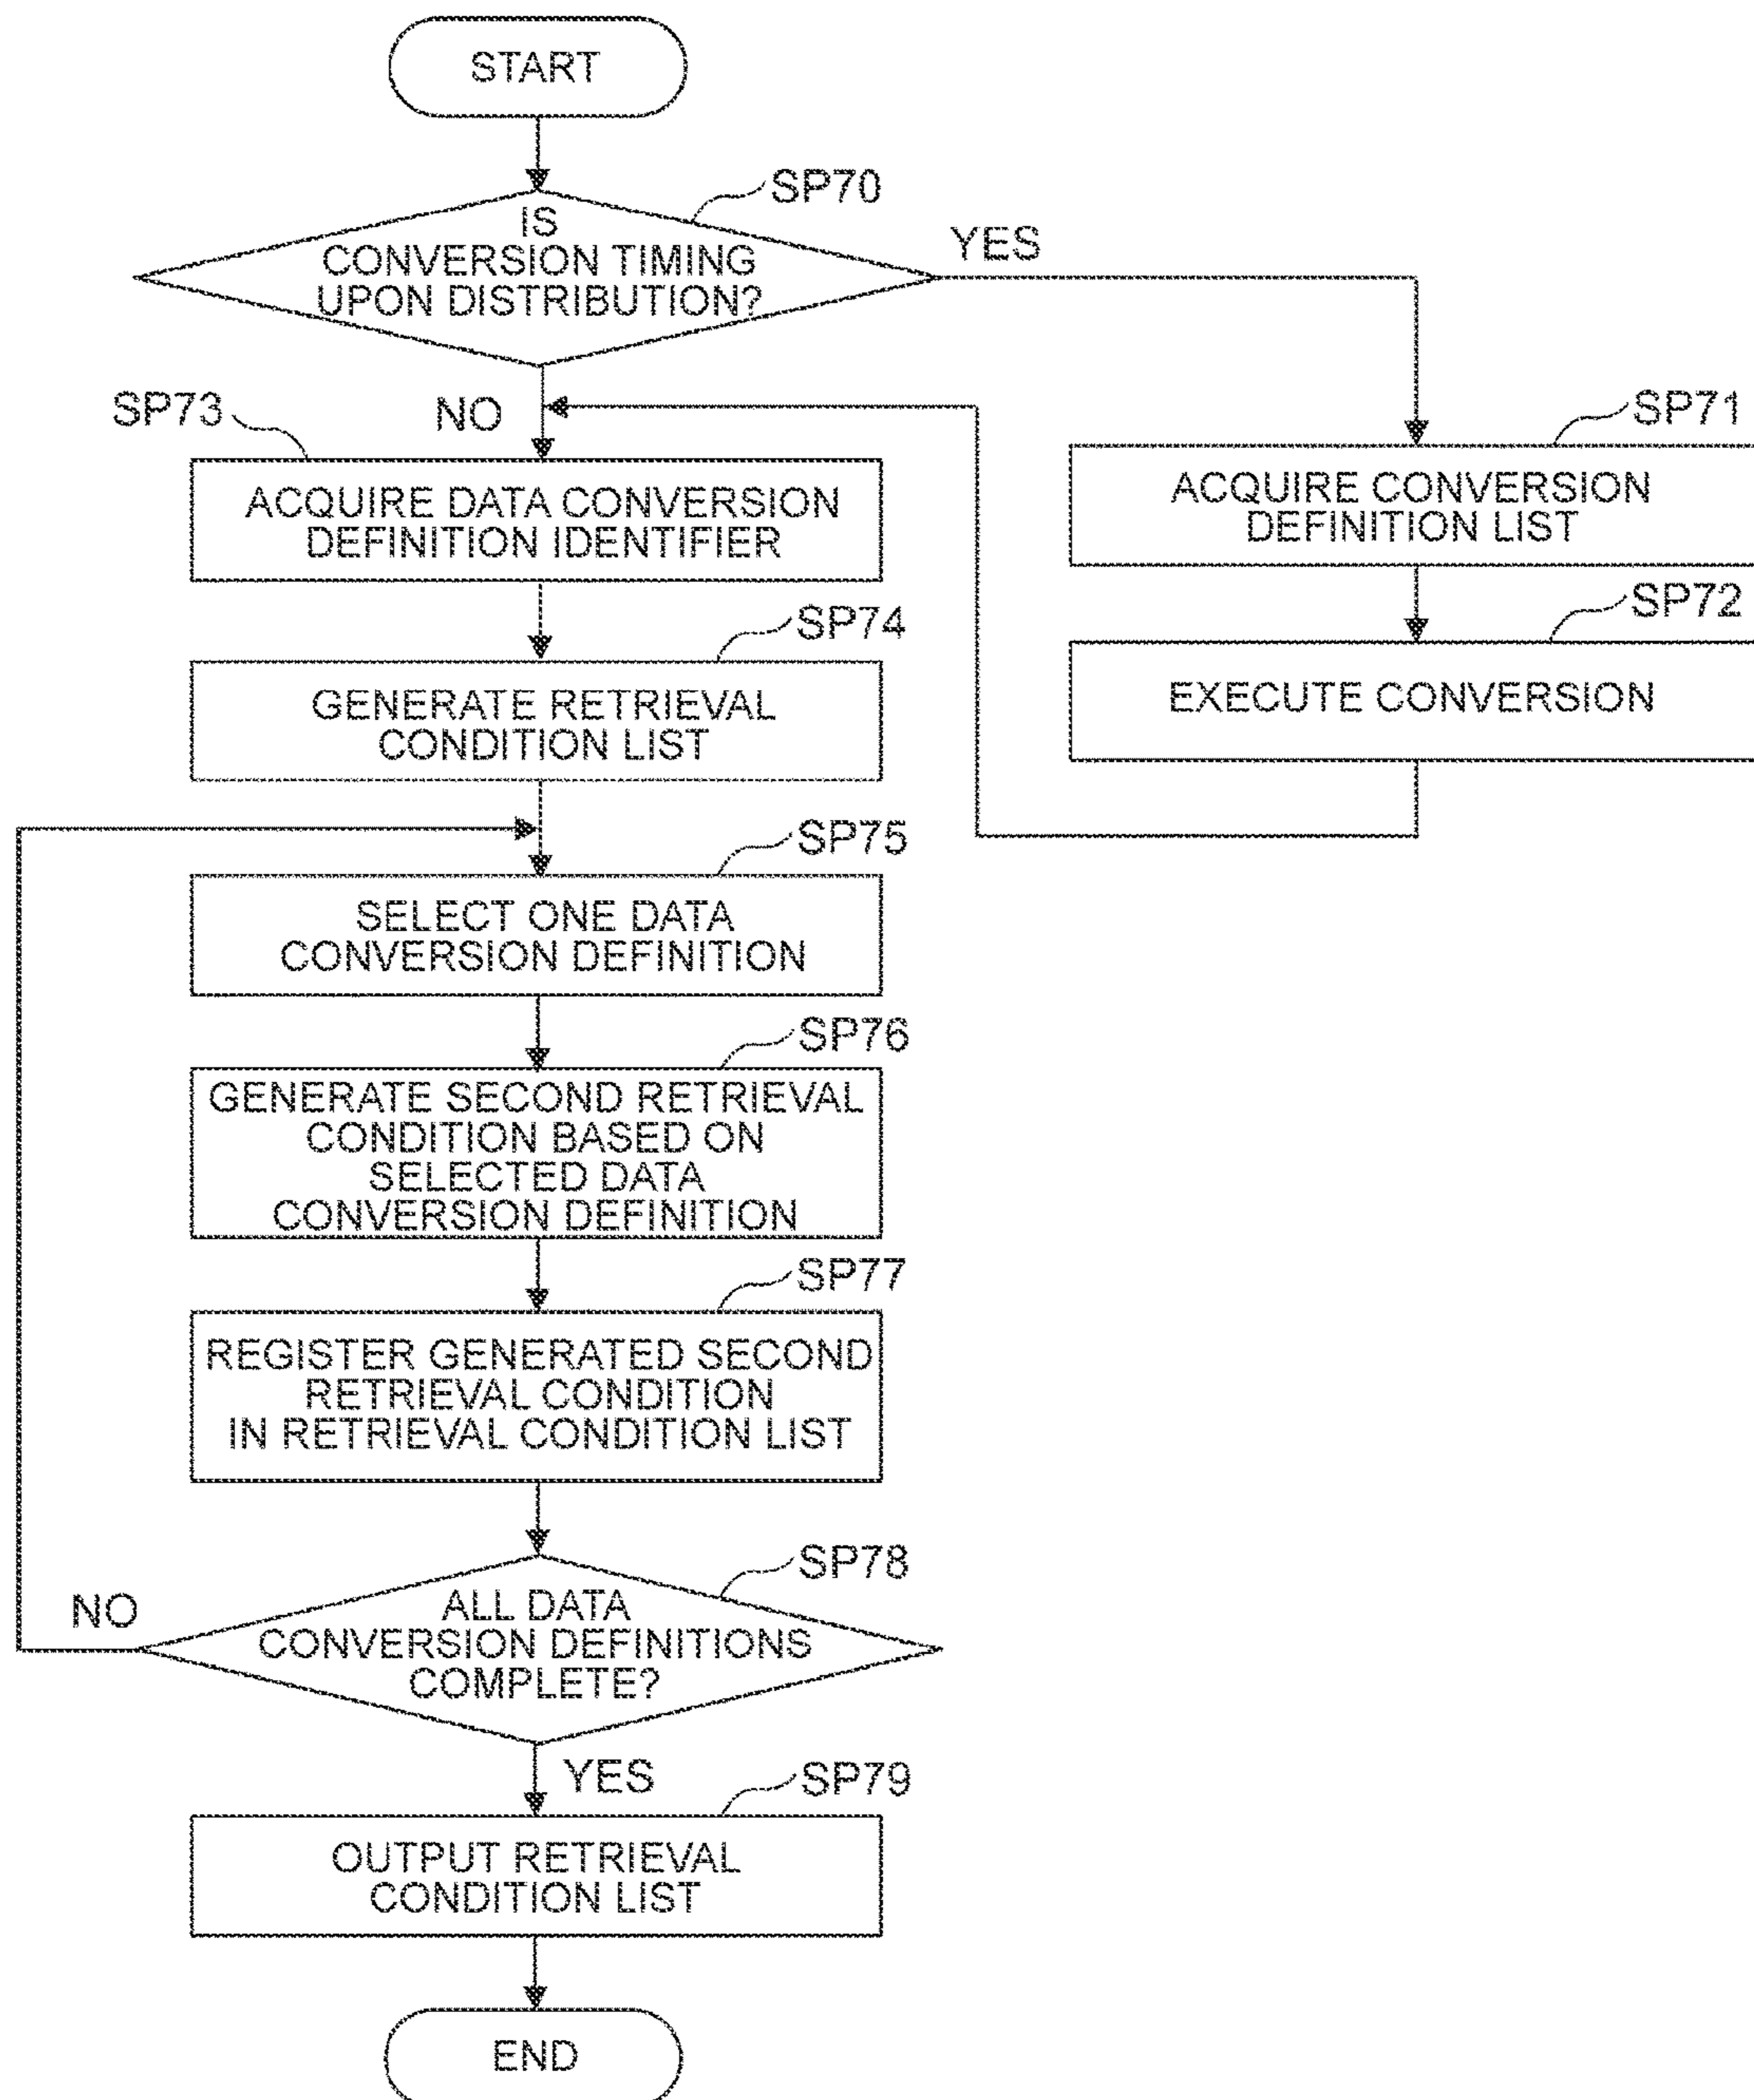 START
SP70
IS
CONVERSION TIMING
UPON DISTRIBUTION?
YES
NO
SP71
ACQUIRE CONVERSION
DEFINITION LIST
SP72
EXECUTE CONVERSION
SP73
ACQUIRE DATA CONVERSION
DEFINITION IDENTIFIER
SP74
GENERATE RETRIEVAL
CONDITION LIST
SP75
SELECT ONE DATA
CONVERSION DEFINITION
SP76
GENERATE SECOND RETRIEVAL
CONDITION BASED ON
SELECTED DATA
CONVERSION DEFINITION
SP77
REGISTER GENERATED SECOND
RETRIEVAL CONDITION
IN RETRIEVAL CONDITION LIST
SP78
ALL DATA
CONVERSION DEFINITIONS
COMPLETE?
NO
YES
SP79
OUTPUT RETRIEVAL
CONDITION LIST
END